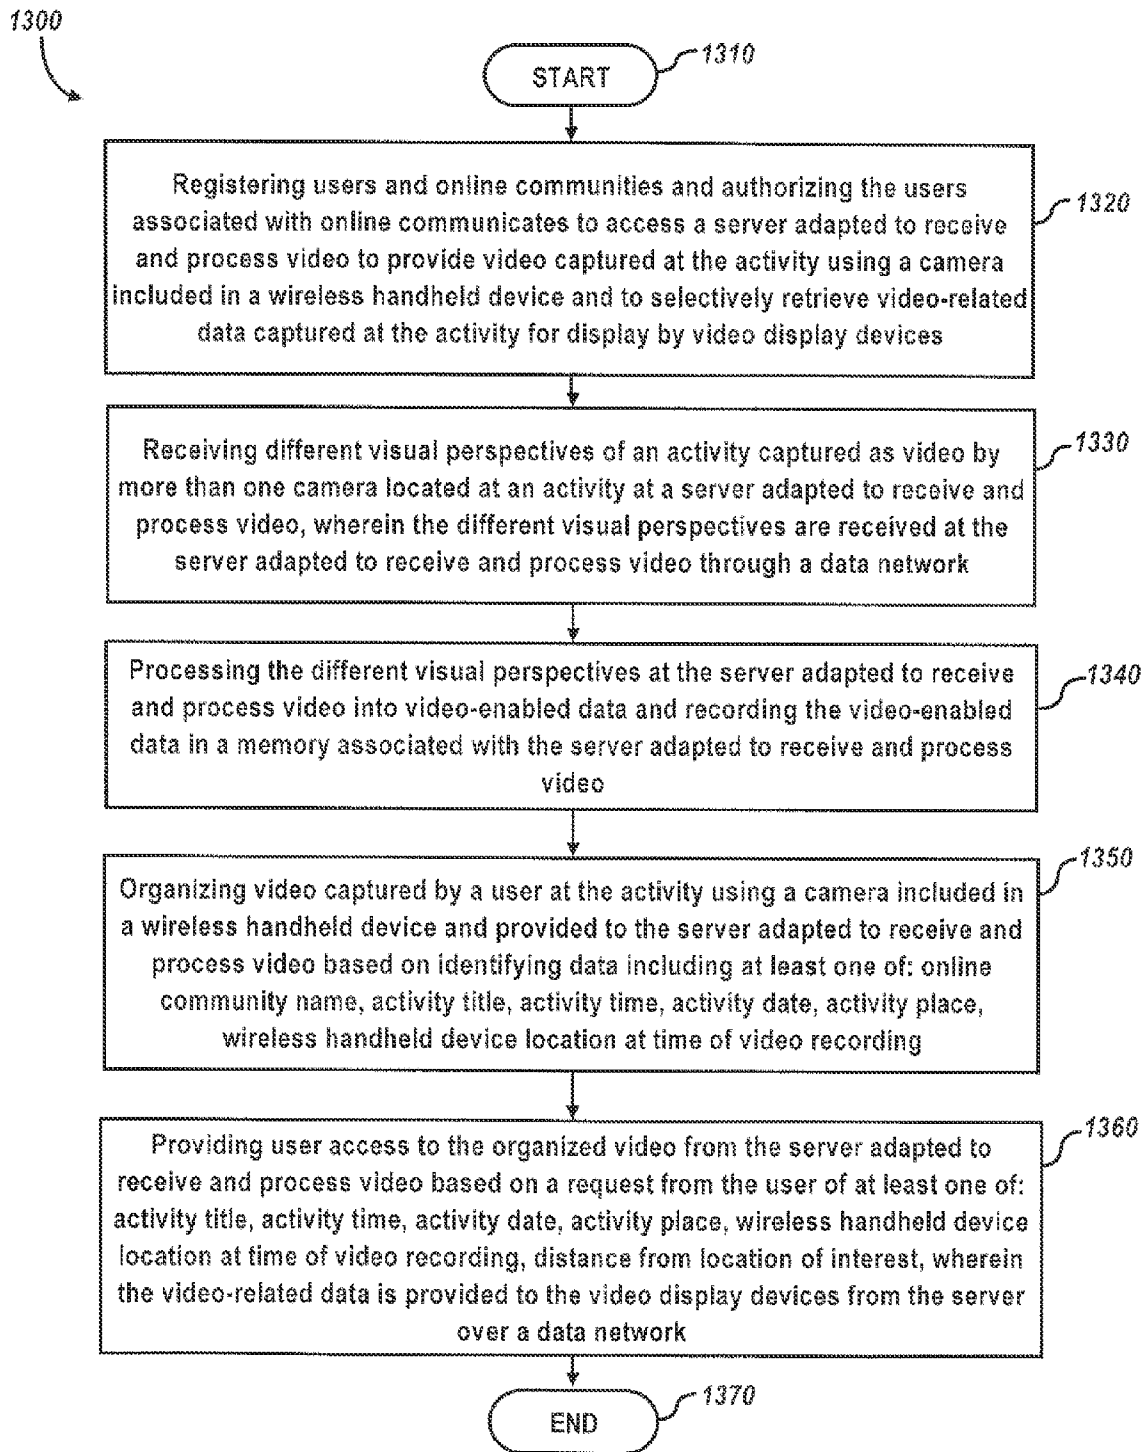 1300
START
1310
Registering users and online communities and authorizing the users
associated with online communicates to access a server adapted to receive
and process video to provide video captured at the activity using a camera
included in a wireless handheld device and to selectively retrieve video-related
data captured at the activity for display by video display devices
1320
Receiving different visual perspectives of an activity captured as video by
more than one camera located at an activity at a server adapted to receive and
process video, wherein the different visual perspectives are received at the
server adapted to receive and process video through a data network
1330
Processing the different visual perspectives at the server adapted to receive
and process video into video-enabled data and recording the video-enabled
data in a memory associated with the server adapted to receive and process
video
1340
Organizing video captured by a user at the activity using a camera included in
a wireless handheld device and provided to the server adapted to receive and
process video based on identifying data including at least one of: online
community name, activity title, activity time, activity date, activity place,
wireless handheld device location at time of video recording
1350
Providing user access to the organized video from the server adapted to
receive and process video based on a request from the user of at least one of:
activity title, activity time, activity date, activity place, wireless handheld device
location at time of video recording, distance from location of interest, wherein
the video-related data is provided to the video display devices from the server
over a data network
1360
END
1370